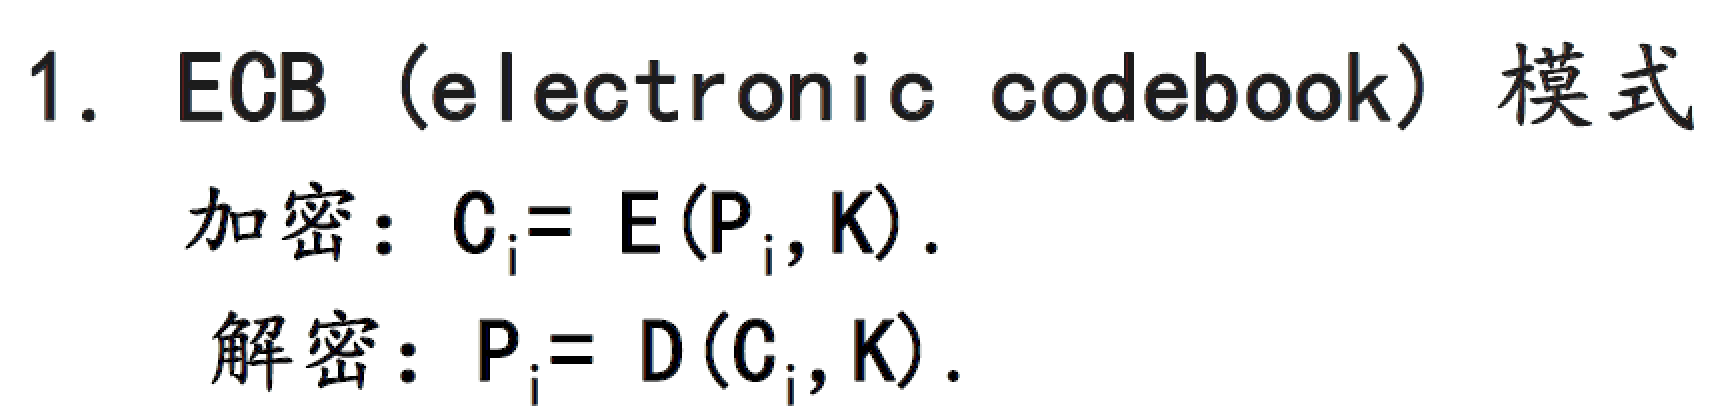 1. ECB (electronic codebook) 模式
加密: Cᵢ= E(Pᵢ,K).
解密: Pᵢ= D(Cᵢ,K).